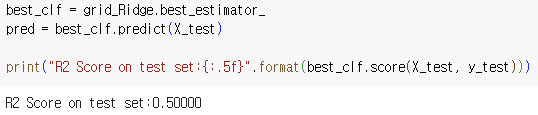 best_clf = grid_Ridge.best_estimator_
pred = best_clf.predict(X_test)
print("R2 Score on test set:{:.5f}".format(best_clf.score(X_test, y_test)))
R2 Score on test set:0.50000